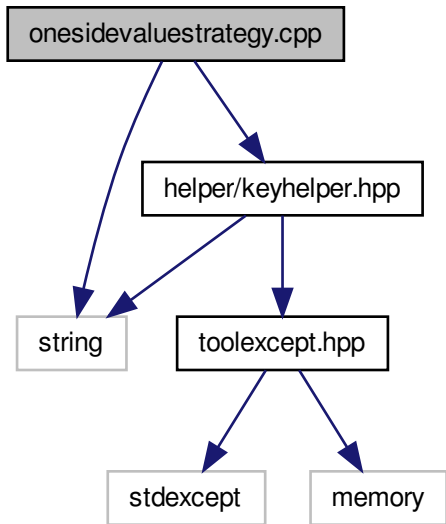 onesidevaluestrategy.cpp
helper/keyhelper.hpp
string
toolexcept.hpp
stdexcept
memory